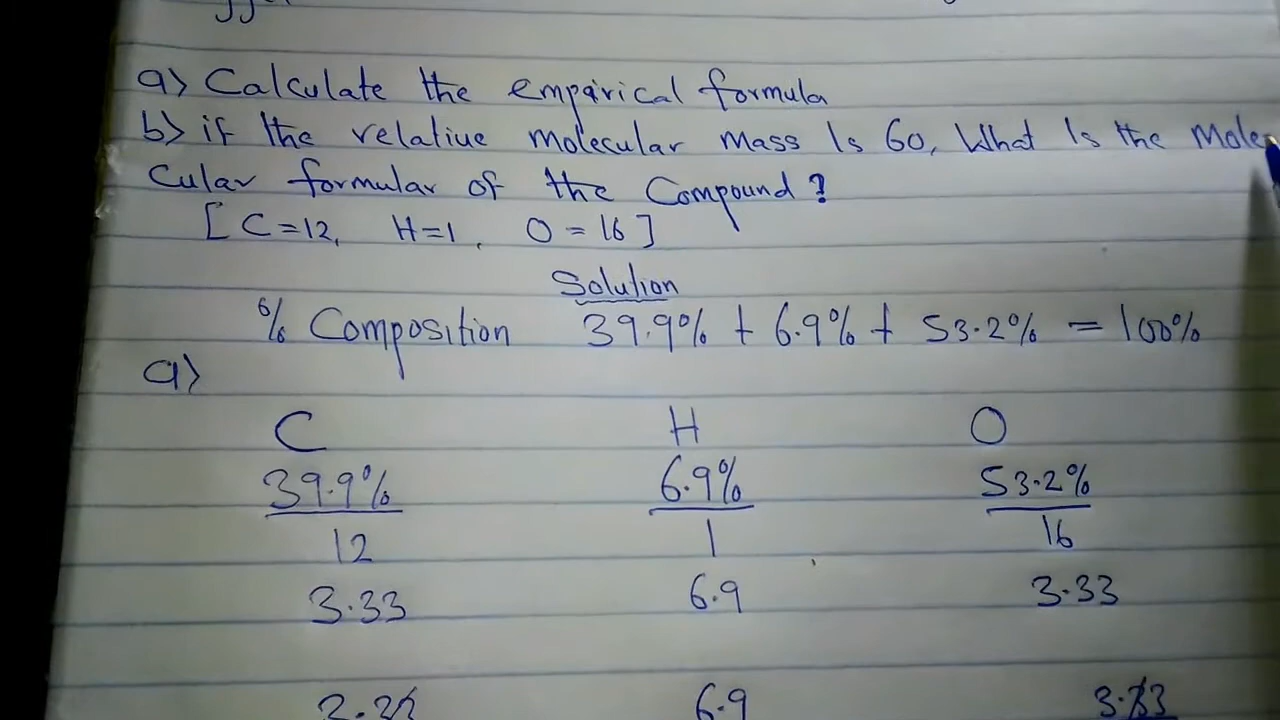 a) Calculate the empirical formula
b) if the relative molecular mass Is 60, What Is the Mole
Cular formular of the Compound?
[C=12, H=1, O=16]
Solution
% Composition 39.9% + 6.9% + 53.2% = 100%
a)
C H O
39.9% 6.9% 53.2%
12 1 16
3.33 6.9 3.33
6.9 3.33